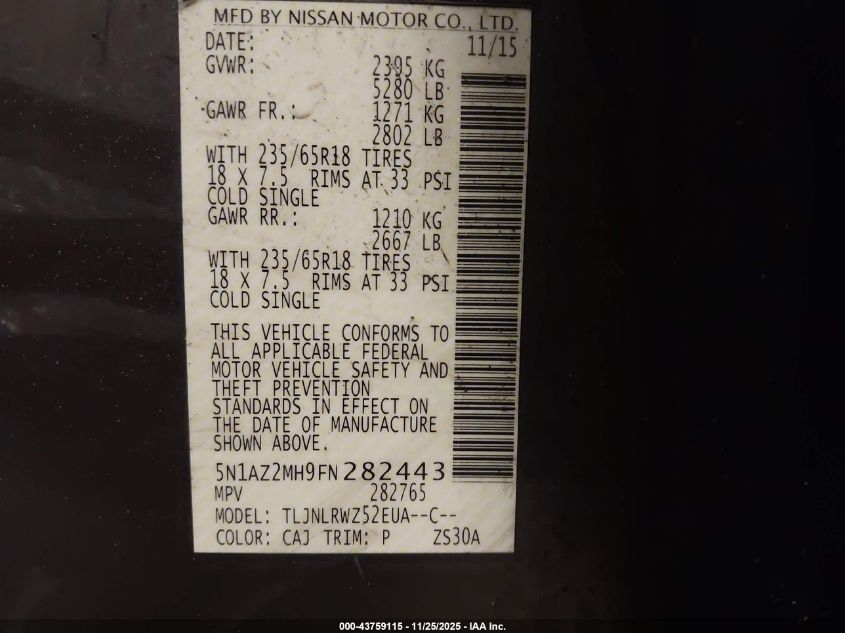 MFD BY NISSAN MOTOR CO., LTD.
DATE: 11/15
GVWR: 2395 KG
5280 LB
GAWR FR.: 1271 KG
2802 LB
WITH 235/65R18 TIRES
18 X 7.5 RIMS AT 33 PSI
COLD SINGLE
GAWR RR.: 1210 KG
2667 LB
WITH 235/65R18 TIRES
18 X 7.5 RIMS AT 33 PSI
COLD SINGLE
THIS VEHICLE CONFORMS TO
ALL APPLICABLE FEDERAL
MOTOR VEHICLE SAFETY AND
THEFT PREVENTION
STANDARDS IN EFFECT ON
THE DATE OF MANUFACTURE
SHOWN ABOVE.
5N1AZ2MH9FN282443
MPV 282765
MODEL: TLJNLRWZ52EUA--C--
COLOR: CAJ TRIM: P ZS30A
000-43759115 - 11/25/2025 - IAA Inc.